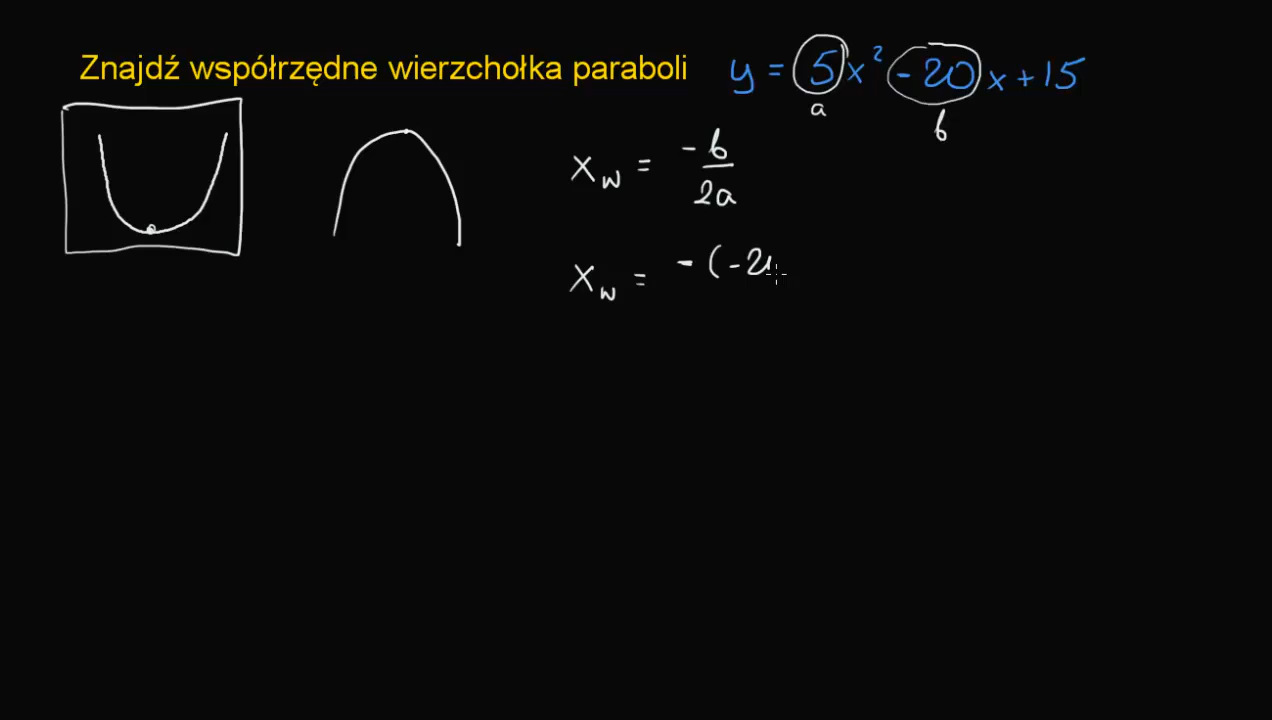 Znajdź współrzędne wierzchołka paraboli y = 5x² - 20x + 15
a
b
x_w = -b/2a
x_w = - (-2